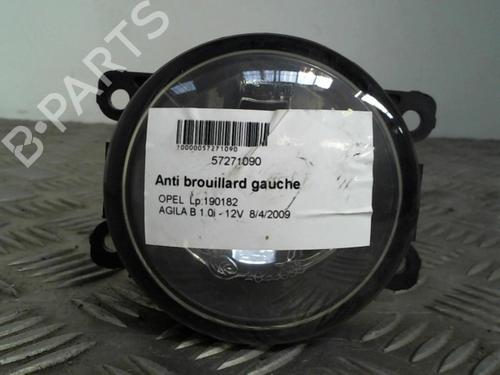 B-PARTS
10000057271090
57271090
Anti brouillard gauche
OPEL Lp.190182
AGILA B 1.0i - 12V 8/4/2009